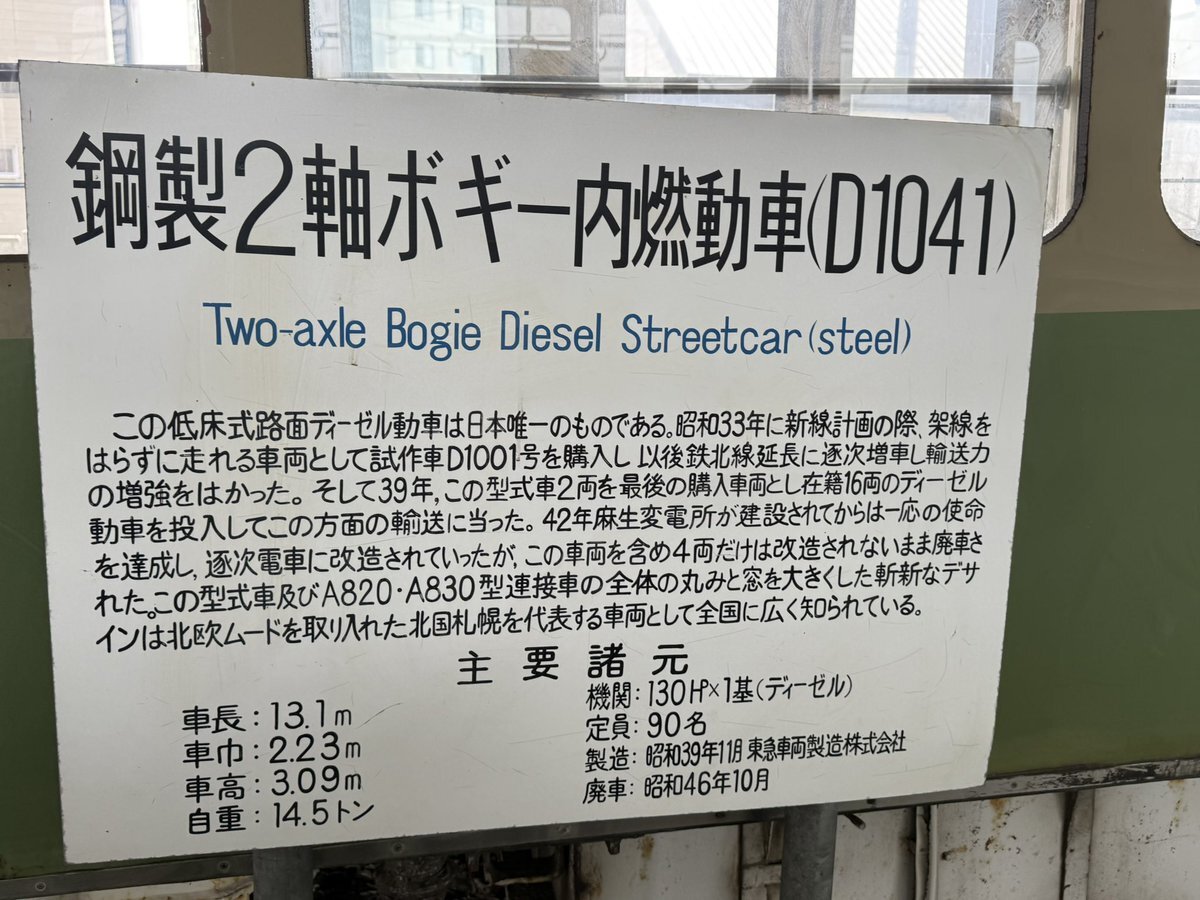 鋼製2軸ボギー内燃動車(D1041)
Two-axle Bogie Diesel Streetcar (steel)
この低床式路面ディーゼル動車は日本唯一のものである。昭和33年に新線計画の際、架線を
はらずに走れる車両として試作車D1001号を購入し 以後鉄北線延長に逐次増車し輸送力
の増強をはかった。そして39年,この型式車2両を最後の購入車両とし在籍16両のディーゼル
動車を投入してこの方面の輸送に当った。42年麻生変電所が建設されてからは一応の使命
を達成し,逐次電車に改造されていったが,この車両を含め4両だけは改造されないまま廃車さ
れた。この型式車及びA820・A830型連接車の全体の丸みと窓を大きくした斬新なデザ
インは北欧ムードを取り入れた北国札幌を代表する車両として全国に広く知られている。
主要諸元
車長:13.1m
車巾:2.23m
車高:3.09m
自重:14.5トン
機関:130HP×1基(ディーゼル)
定員:90名
製造:昭和39年11月 東急車両製造株式会社
廃車:昭和46年10月